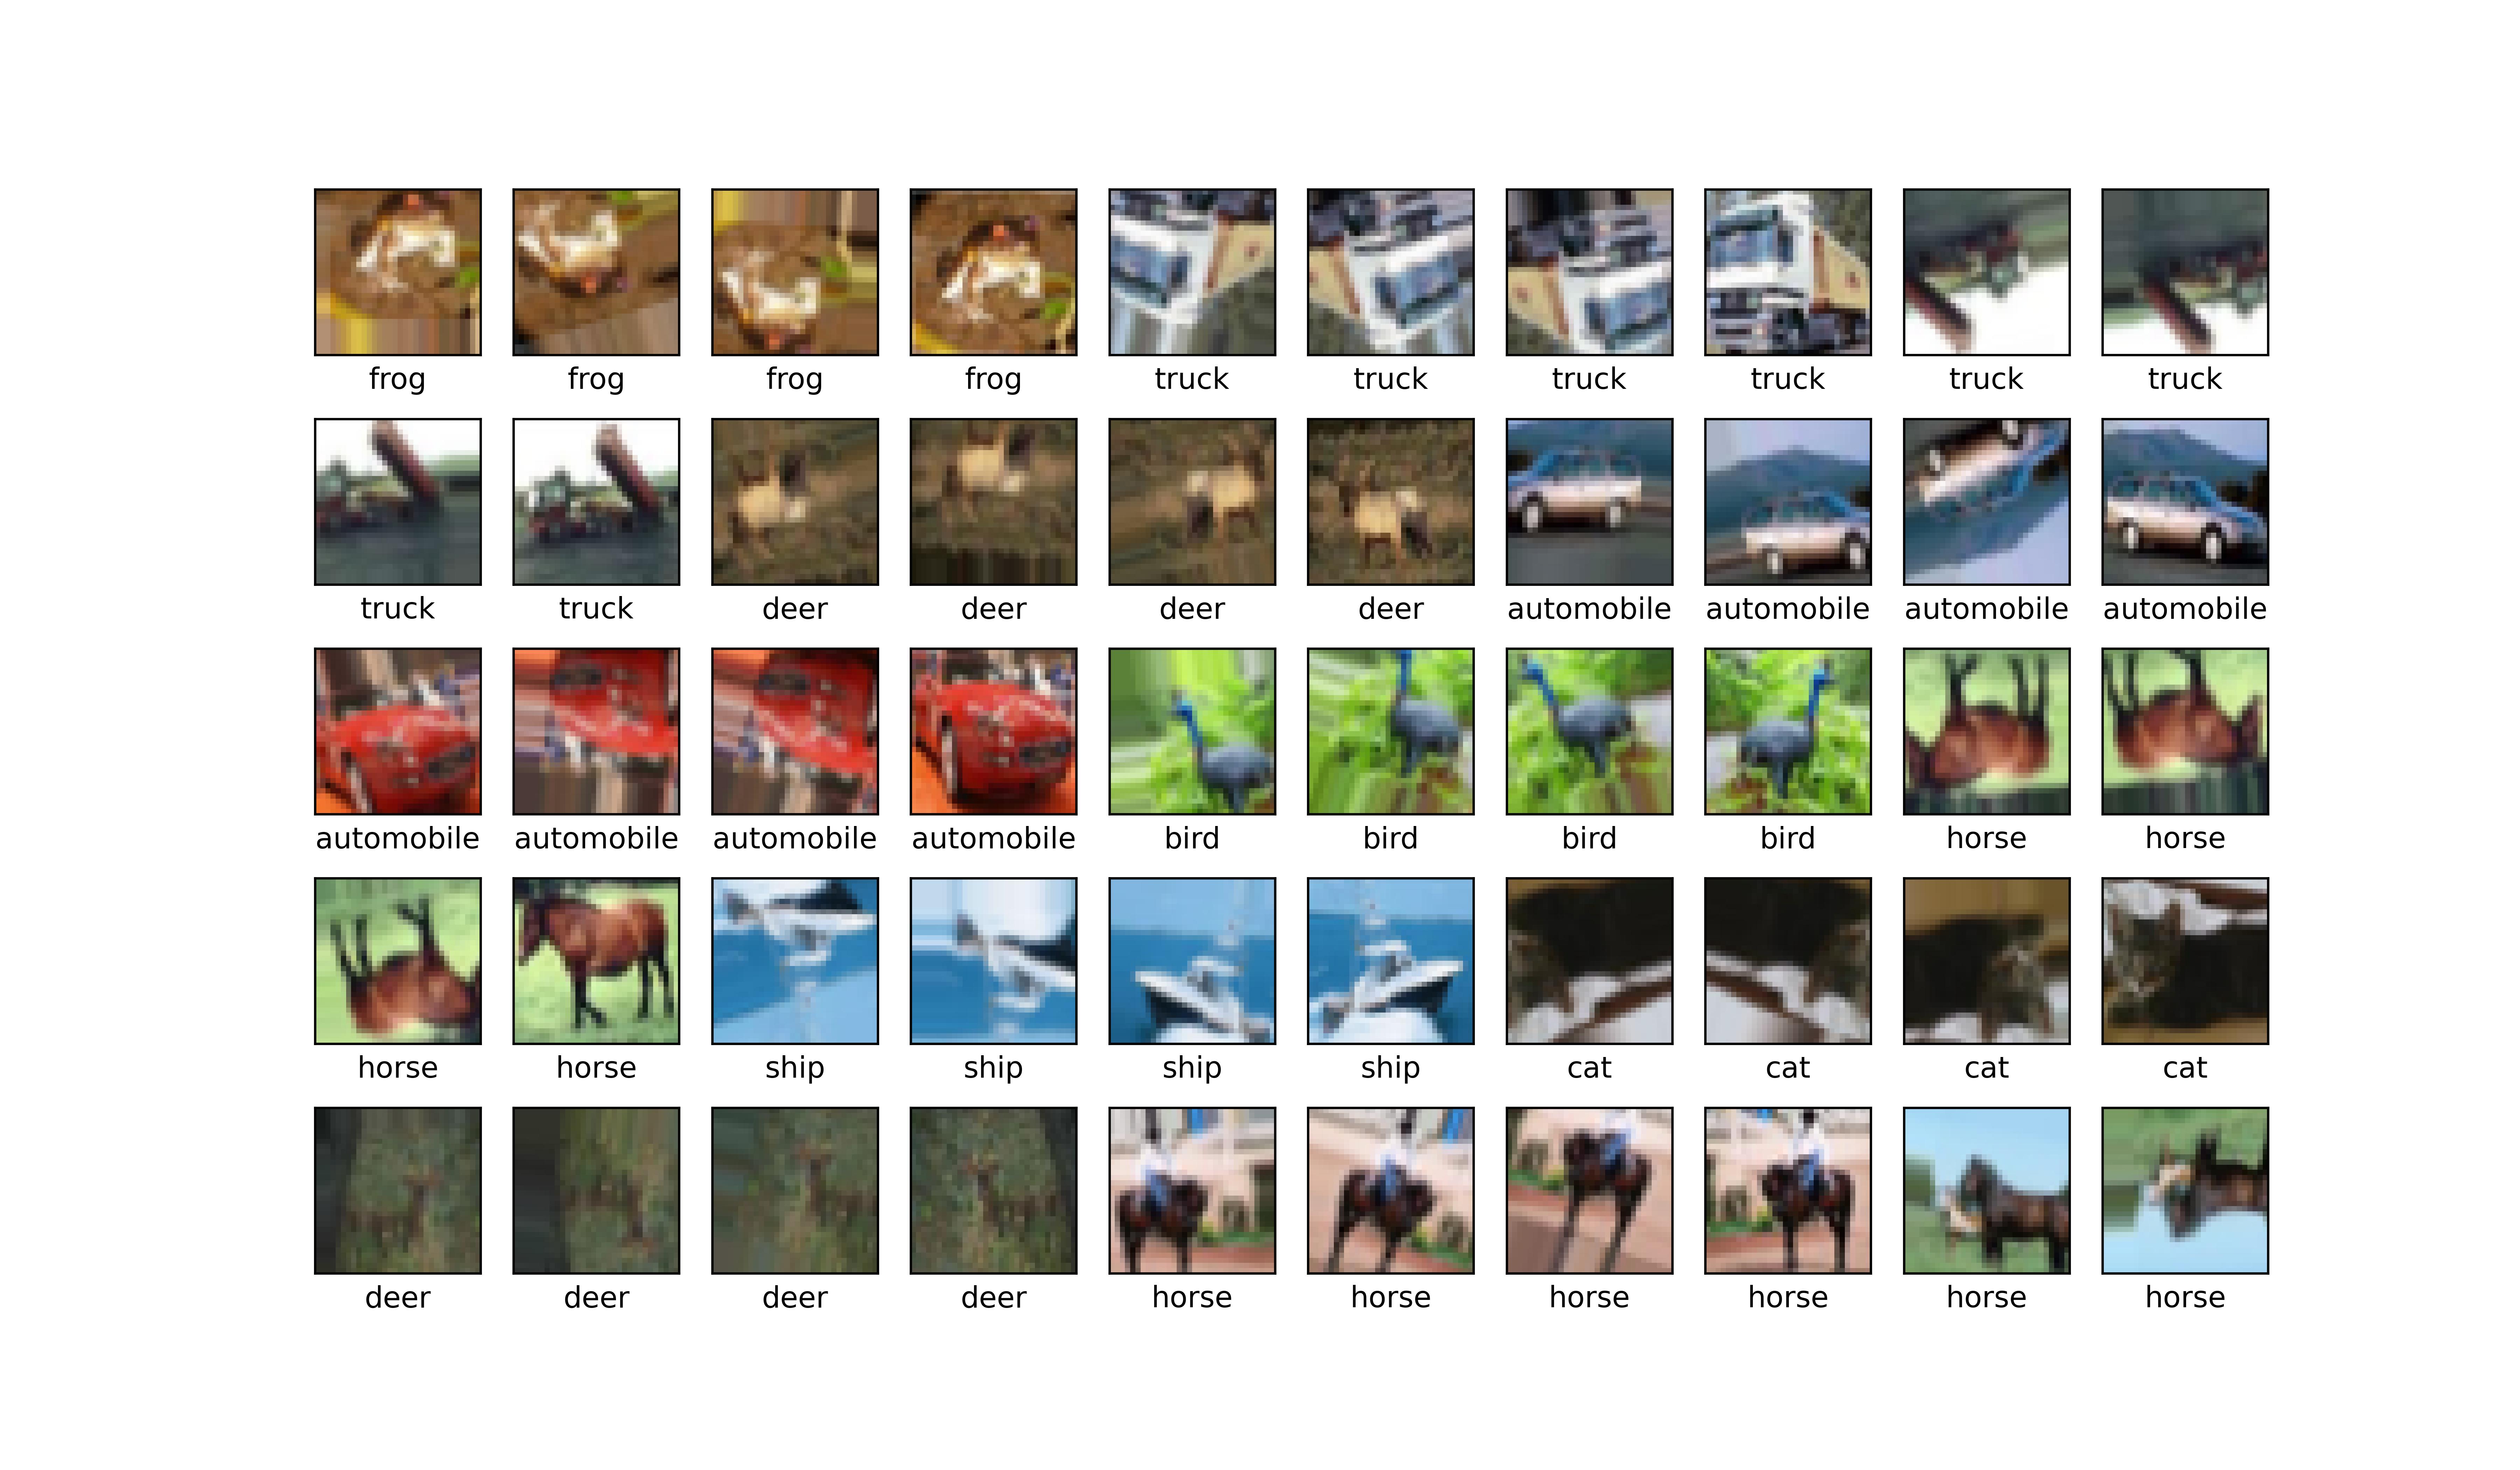 frog frog frog frog truck truck truck truck truck truck
truck truck deer deer deer deer automobile automobile automobile automobile
automobile automobile automobile automobile bird bird bird bird horse horse
horse horse ship ship ship ship cat cat cat cat
deer deer deer deer horse horse horse horse horse horse